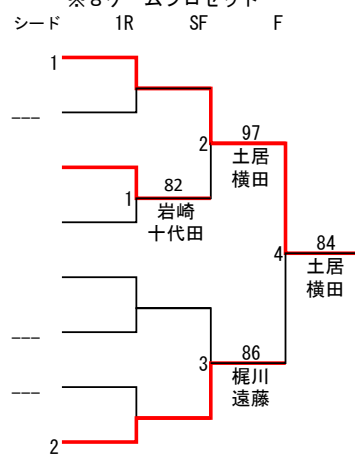 ※８ゲームプロセット
シード 1R SF F
1
---
2 97
土居
横田
1 82
岩崎
十代田
4 84
土居
横田
---
3 86
梶川
遠藤
---
2